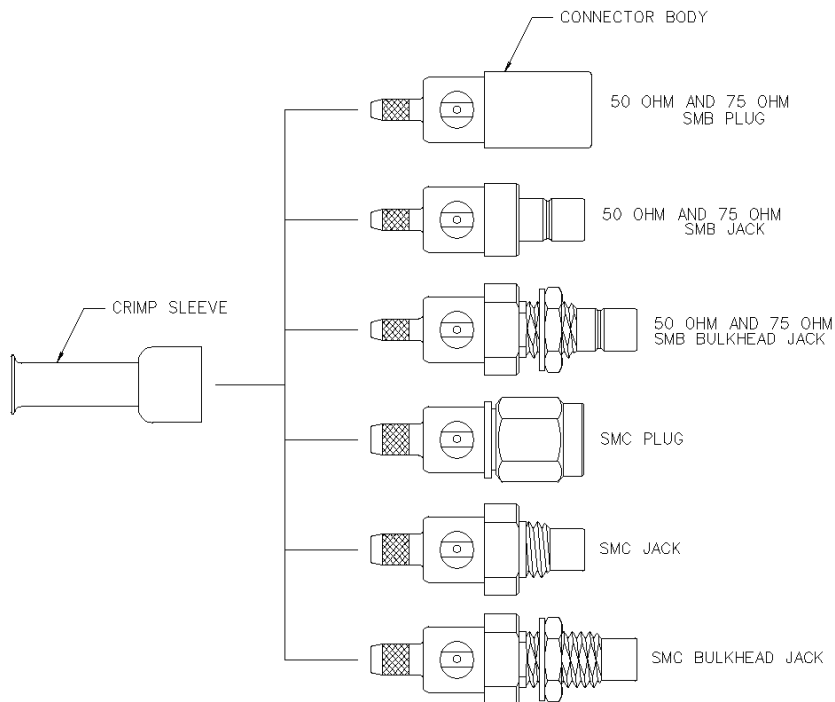 CONNECTOR BODY
50 OHM AND 75 OHM
SMB PLUG
50 OHM AND 75 OHM
SMB JACK
CRIMP SLEEVE
50 OHM AND 75 OHM
SMB BULKHEAD JACK
SMC PLUG
SMC JACK
SMC BULKHEAD JACK